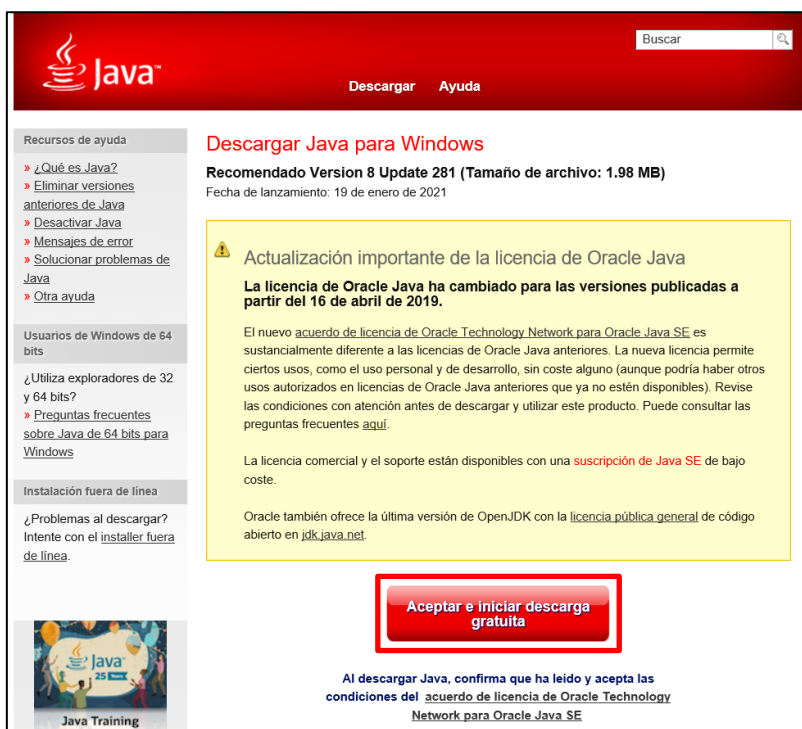 Java™
Buscar
Descargar Ayuda
Recursos de ayuda
» ¿Qué es Java?
» Eliminar versiones
anteriores de Java
» Desactivar Java
» Mensajes de error
» Solucionar problemas de
Java
» Otra ayuda
Usuarios de Windows de 64
bits
¿Utiliza exploradores de 32
y 64 bits?
» Preguntas frecuentes
sobre Java de 64 bits para
Windows
Instalación fuera de línea
¿Problemas al descargar?
Intente con el installer fuera
de línea.
Java
25 Years
Java Training
Descargar Java para Windows
Recomendado Version 8 Update 281 (Tamaño de archivo: 1.98 MB)
Fecha de lanzamiento: 19 de enero de 2021
Actualización importante de la licencia de Oracle Java
La licencia de Oracle Java ha cambiado para las versiones publicadas a
partir del 16 de abril de 2019.
El nuevo acuerdo de licencia de Oracle Technology Network para Oracle Java SE es
sustancialmente diferente a las licencias de Oracle Java anteriores. La nueva licencia permite
ciertos usos, como el uso personal y de desarrollo, sin coste alguno (aunque podría haber otros
usos autorizados en licencias de Oracle Java anteriores que ya no estén disponibles). Revise
las condiciones con atención antes de descargar y utilizar este producto. Puede consultar las
preguntas frecuentes aquí.
La licencia comercial y el soporte están disponibles con una suscripción de Java SE de bajo
coste.
Oracle también ofrece la última versión de OpenJDK con la licencia pública general de código
abierto en jdk.java.net.
Aceptar e iniciar descarga
gratuita
Al descargar Java, confirma que ha leído y acepta las
condiciones del acuerdo de licencia de Oracle Technology
Network para Oracle Java SE